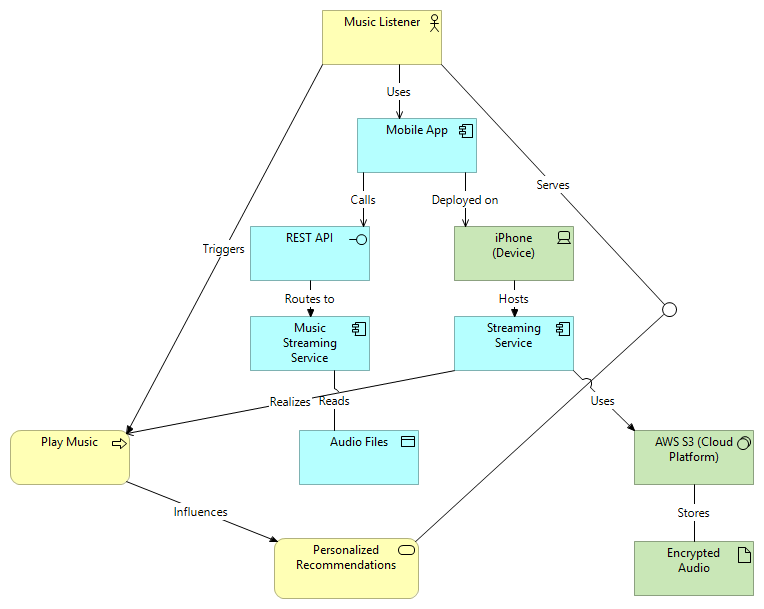 Music Listener
Uses
Mobile App
Serves
Calls
Deployed on
REST API
iPhone
(Device)
Triggers
Routes to
Hosts
Music
Streaming
Service
Streaming
Service
Realizes
Reads
Uses
Play Music
Audio Files
AWS S3 (Cloud
Platform)
Influences
Stores
Personalized
Recommendations
Encrypted
Audio